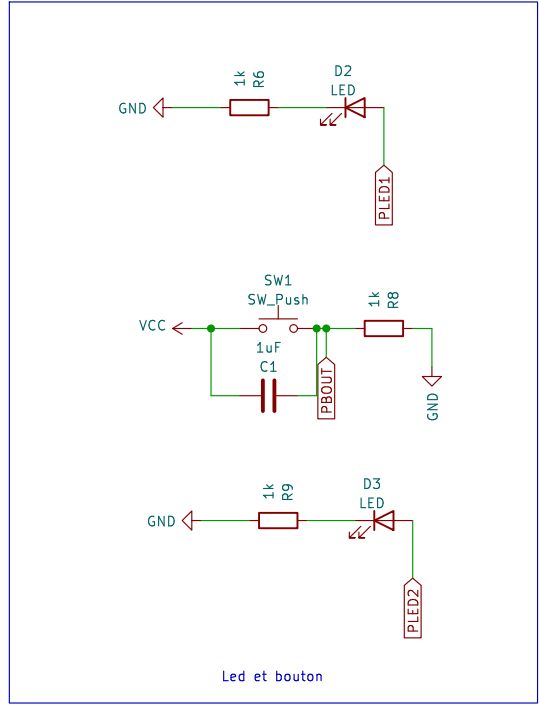 D2
LED
1k
R6
GND
PLED1
SW1
SW_Push
1k
R8
VCC
1uF
C1
PBOUT
GND
D3
LED
1k
R9
GND
PLED2
Led et bouton